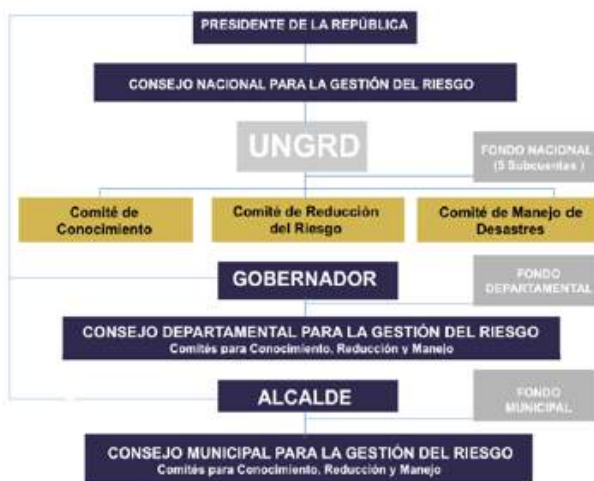 PRESIDENTE DE LA REPÚBLICA
CONSEJO NACIONAL PARA LA GESTIÓN DEL RIESGO
UNGRD
FONDO NACIONAL
(5 Subcuentas )
Comité de
Conocimiento
Comité de Reducción
del Riesgo
Comité de Manejo de
Desastres
GOBERNADOR
FONDO
DEPARTAMENTAL
CONSEJO DEPARTAMENTAL PARA LA GESTIÓN DEL RIESGO
Comités para Conocimiento, Reducción y Manejo
ALCALDE
FONDO
MUNICIPAL
CONSEJO MUNICIPAL PARA LA GESTIÓN DEL RIESGO
Comités para Conocimiento, Reducción y Manejo